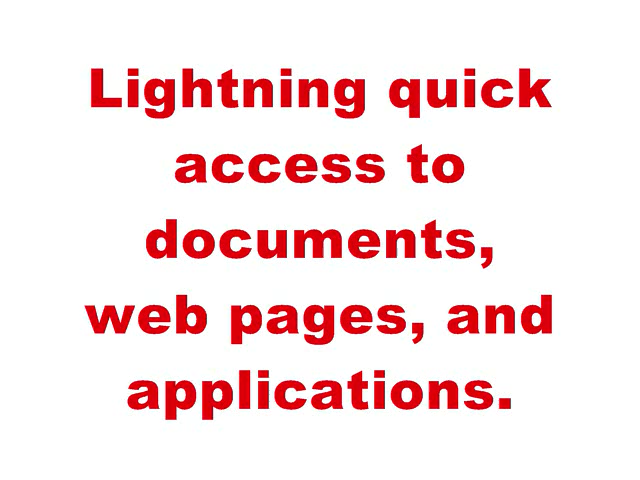 Lightning quick
access to
documents,
web pages, and
applications.